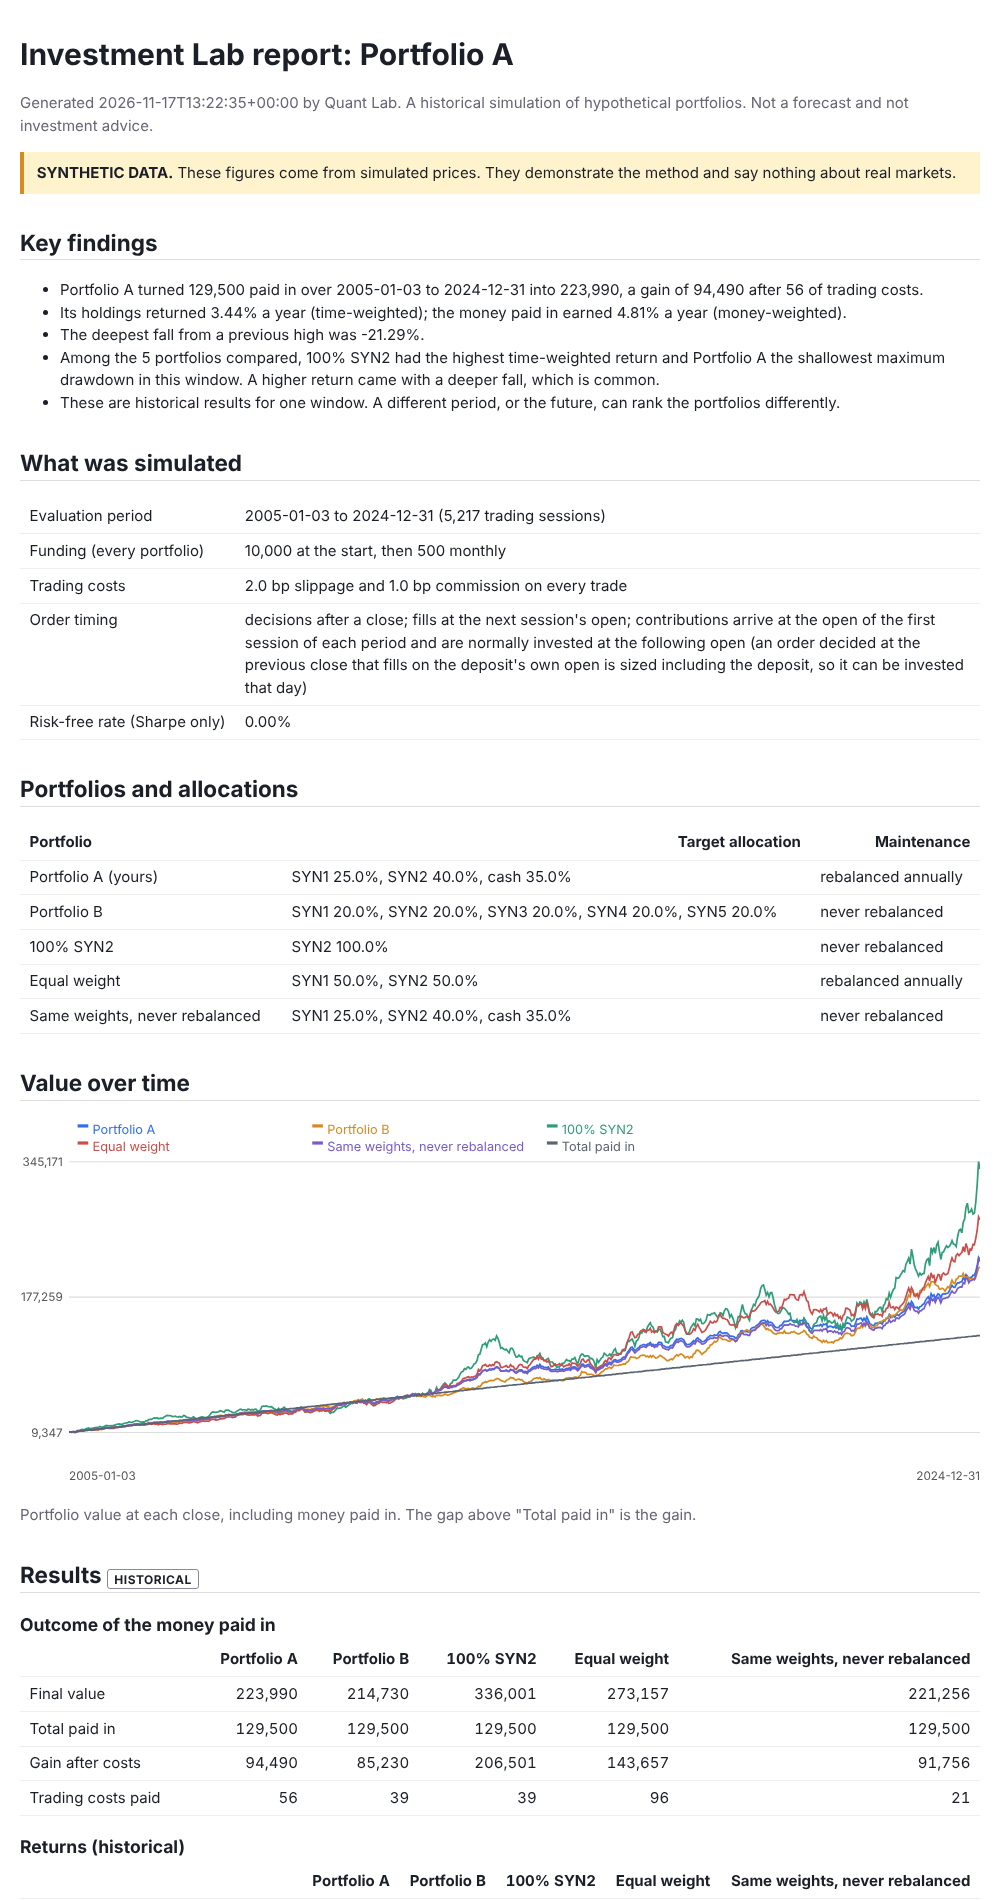 Investment Lab report: Portfolio A
Generated 2026-11-17T13:22:35+00:00 by Quant Lab. A historical simulation of hypothetical portfolios. Not a forecast and not
investment advice.
SYNTHETIC DATA. These figures come from simulated prices. They demonstrate the method and say nothing about real markets.
Key findings
• Portfolio A turned 129,500 paid in over 2005-01-03 to 2024-12-31 into 223,990, a gain of 94,490 after 56 of trading costs.
• Its holdings returned 3.44% a year (time-weighted); the money paid in earned 4.81% a year (money-weighted).
• The deepest fall from a previous high was -21.29%.
• Among the 5 portfolios compared, 100% SYN2 had the highest time-weighted return and Portfolio A the shallowest maximum
drawdown in this window. A higher return came with a deeper fall, which is common.
• These are historical results for one window. A different period, or the future, can rank the portfolios differently.
What was simulated
Evaluation period 2005-01-03 to 2024-12-31 (5,217 trading sessions)
Funding (every portfolio) 10,000 at the start, then 500 monthly
Trading costs 2.0 bp slippage and 1.0 bp commission on every trade
Order timing decisions after a close; fills at the next session's open; contributions arrive at the open of the first
session of each period and are normally invested at the following open (an order decided at the
previous close that fills on the deposit's own open is sized including the deposit, so it can be invested
that day)
Risk-free rate (Sharpe only) 0.00%
Portfolios and allocations
Portfolio Target allocation Maintenance
Portfolio A (yours) SYN1 25.0%, SYN2 40.0%, cash 35.0% rebalanced annually
Portfolio B SYN1 20.0%, SYN2 20.0%, SYN3 20.0%, SYN4 20.0%, SYN5 20.0% never rebalanced
100% SYN2 SYN2 100.0% never rebalanced
Equal weight SYN1 50.0%, SYN2 50.0% rebalanced annually
Same weights, never rebalanced SYN1 25.0%, SYN2 40.0%, cash 35.0% never rebalanced
Value over time
Portfolio A Portfolio B 100% SYN2
Equal weight Same weights, never rebalanced Total paid in
345,171
177,259
9,347
2005-01-03 2024-12-31
Portfolio value at each close, including money paid in. The gap above "Total paid in" is the gain.
Results HISTORICAL
Outcome of the money paid in
Portfolio A Portfolio B 100% SYN2 Equal weight Same weights, never rebalanced
Final value 223,990 214,730 336,001 273,157 221,256
Total paid in 129,500 129,500 129,500 129,500 129,500
Gain after costs 94,490 85,230 206,501 143,657 91,756
Trading costs paid 56 39 39 96 21
Returns (historical)
Portfolio A Portfolio B 100% SYN2 Equal weight Same weights, never rebalanced